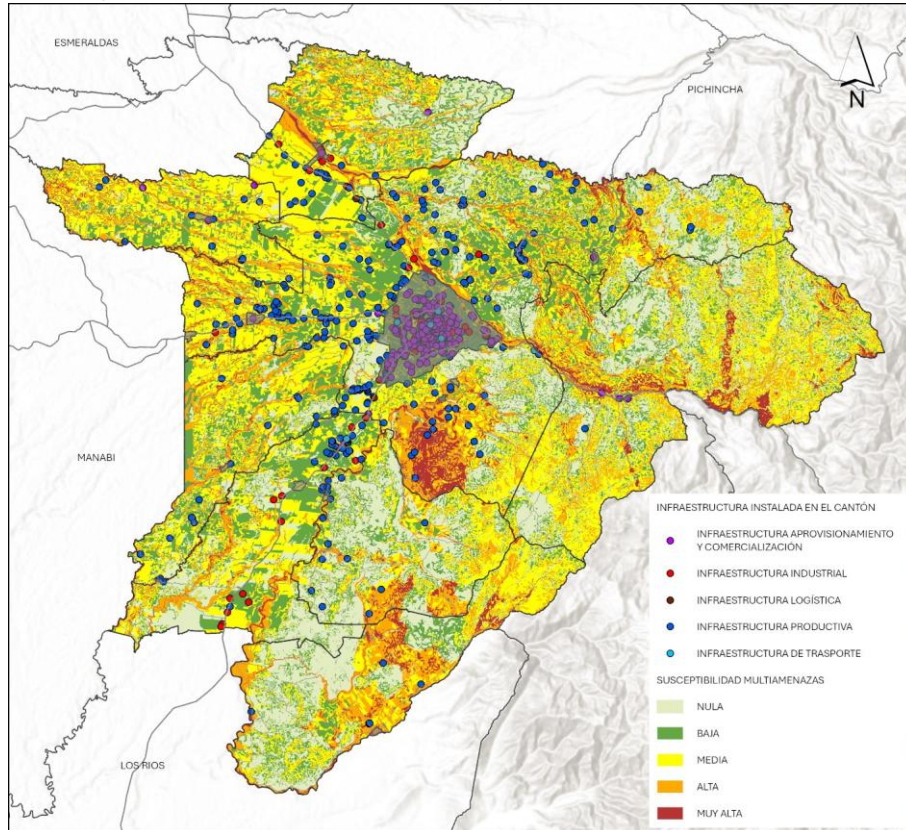 ESMERALDAS
PICHINCHA
N
MANABI
LOS RIOS
INFRAESTRUCTURA INSTALADA EN EL CANTÓN
INFRAESTRUCTURA APROVISIONAMIENTO
Y COMERCIALIZACIÓN
INFRAESTRUCTURA INDUSTRIAL
INFRAESTRUCTURA LOGÍSTICA
INFRAESTRUCTURA PRODUCTIVA
INFRAESTRUCTURA DE TRASPORTE
SUSCEPTIBILIDAD MULTIAMENAZAS
NULA
BAJA
MEDIA
ALTA
MUY ALTA